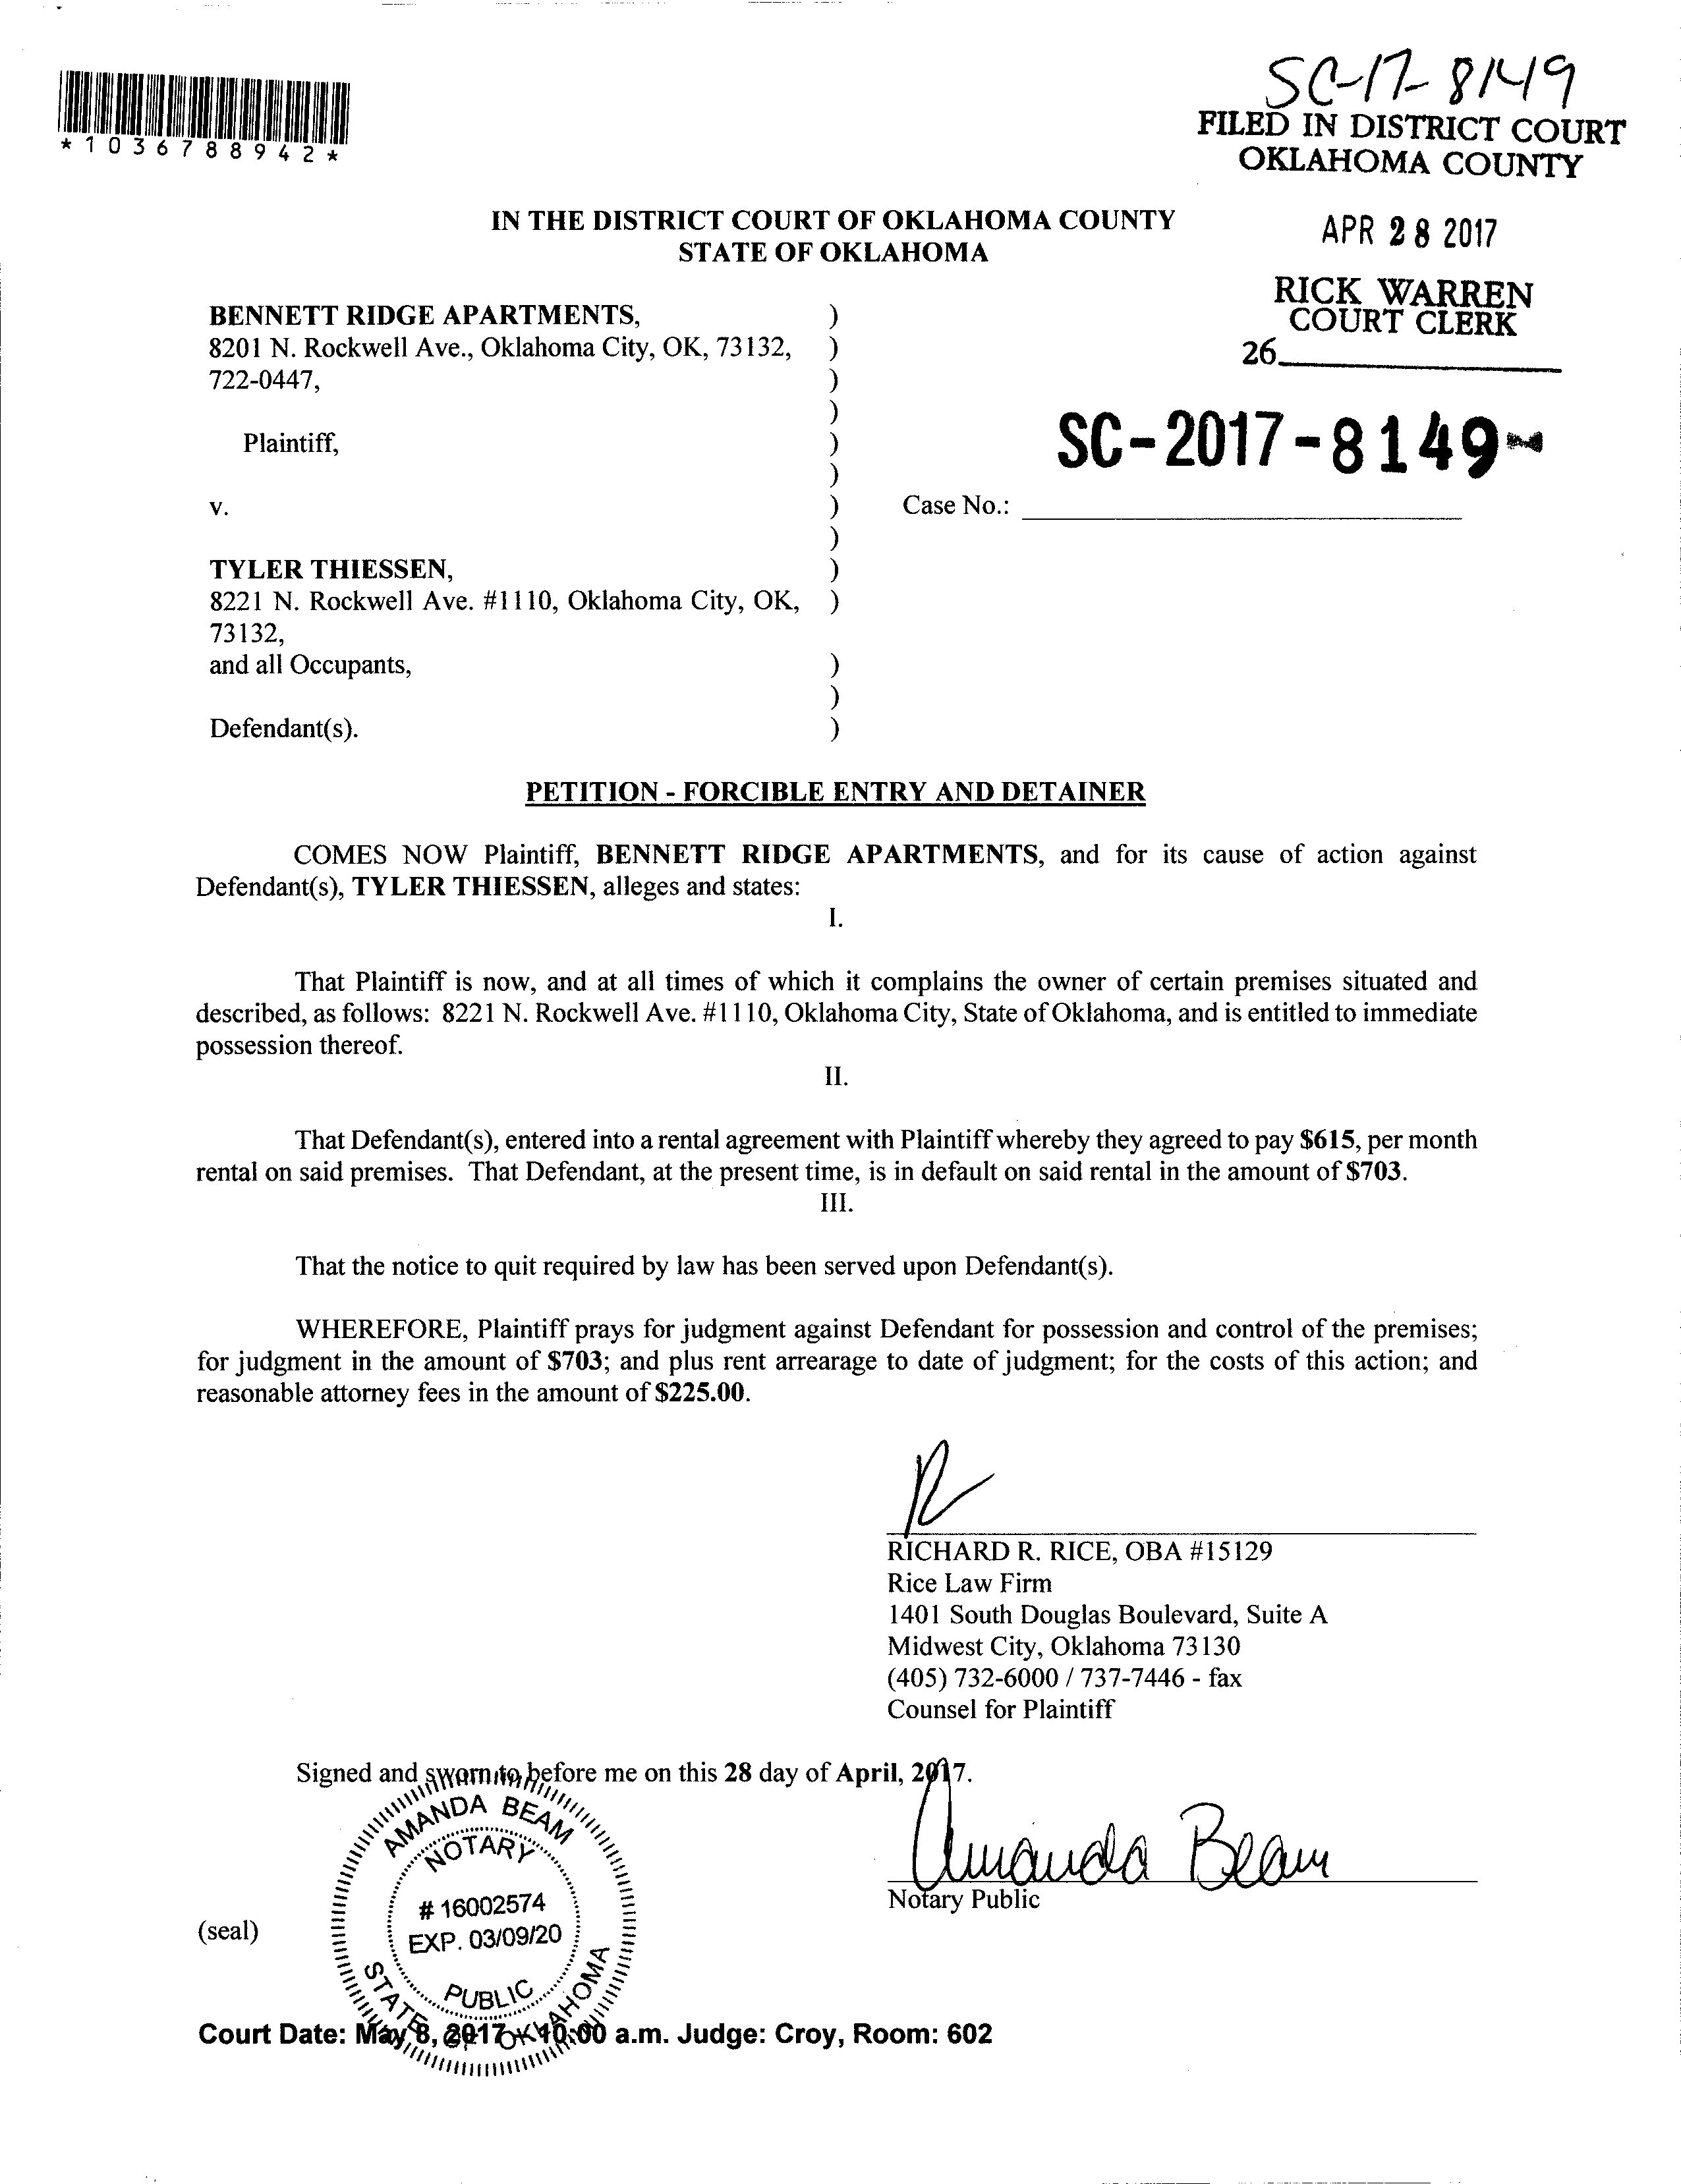 SC-17-8149
*1036788942*
FILED IN DISTRICT COURT
OKLAHOMA COUNTY
IN THE DISTRICT COURT OF OKLAHOMA COUNTY
STATE OF OKLAHOMA
APR 28 2017
RICK WARREN
COURT CLERK
26
BENNETT RIDGE APARTMENTS, )
8201 N. Rockwell Ave., Oklahoma City, OK, 73132, )
722-0447, )
)
Plaintiff, )
)
SC-2017-8149
v. ) Case No.:
)
TYLER THIESSEN, )
8221 N. Rockwell Ave. #1110, Oklahoma City, OK, )
73132,
and all Occupants, )
)
Defendant(s). )
PETITION - FORCIBLE ENTRY AND DETAINER
COMES NOW Plaintiff, BENNETT RIDGE APARTMENTS, and for its cause of action against
Defendant(s), TYLER THIESSEN, alleges and states:
I.
That Plaintiff is now, and at all times of which it complains the owner of certain premises situated and
described, as follows: 8221 N. Rockwell Ave. #1110, Oklahoma City, State of Oklahoma, and is entitled to immediate
possession thereof.
II.
That Defendant(s), entered into a rental agreement with Plaintiff whereby they agreed to pay $615, per month
rental on said premises. That Defendant, at the present time, is in default on said rental in the amount of $703.
III.
That the notice to quit required by law has been served upon Defendant(s).
WHEREFORE, Plaintiff prays for judgment against Defendant for possession and control of the premises;
for judgment in the amount of $703; and plus rent arrearage to date of judgment; for the costs of this action; and
reasonable attorney fees in the amount of $225.00.
RICHARD R. RICE, OBA #15129
Rice Law Firm
1401 South Douglas Boulevard, Suite A
Midwest City, Oklahoma 73130
(405) 732-6000 / 737-7446 - fax
Counsel for Plaintiff
Signed and sworn to before me on this 28 day of April, 2017.
Amanda Beam
Notary Public
(seal)
AMANDA BEAM
NOTARY
# 16002574
EXP. 03/09/20
PUBLIC
STATE OF OKLAHOMA
Court Date: May 8, 2017 10:00 a.m. Judge: Croy, Room: 602